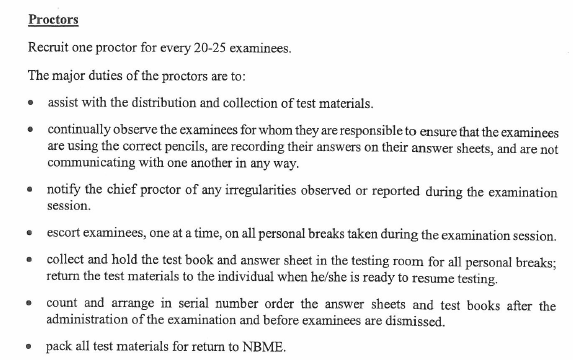 Proctors
Recruit one proctor for every 20-25 examinees.
The major duties of the proctors are to:
• assist with the distribution and collection of test materials.
• continually observe the examinees for whom they are responsible to ensure that the examinees
are using the correct pencils, are recording their answers on their answer sheets, and are not
communicating with one another in any way.
• notify the chief proctor of any irregularities observed or reported during the examination
session.
• escort examinees, one at a time, on all personal breaks taken during the examination session.
• collect and hold the test book and answer sheet in the testing room for all personal breaks;
return the test materials to the individual when he/she is ready to resume testing.
• count and arrange in serial number order the answer sheets and test books after the
administration of the examination and before examinees are dismissed.
• pack all test materials for return to NBME.